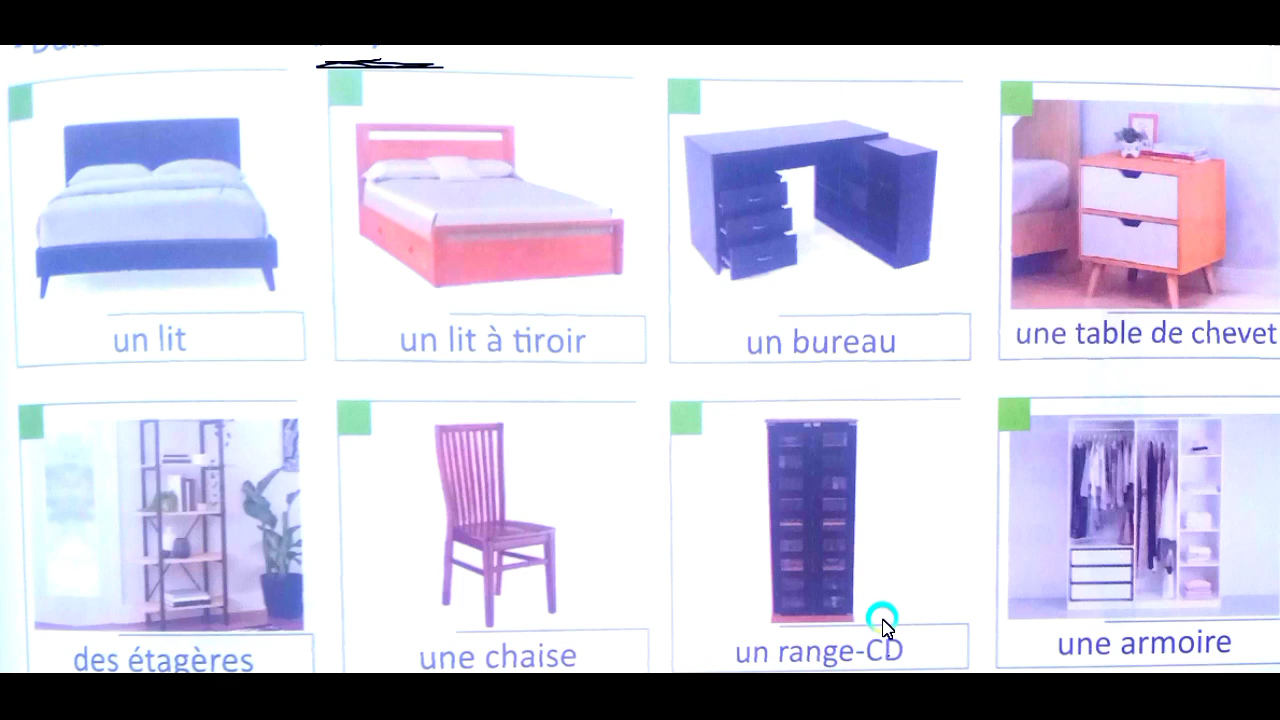 un lit
un lit à tiroir
un bureau
une table de chevet
des étagères
une chaise
un range-CD
une armoire